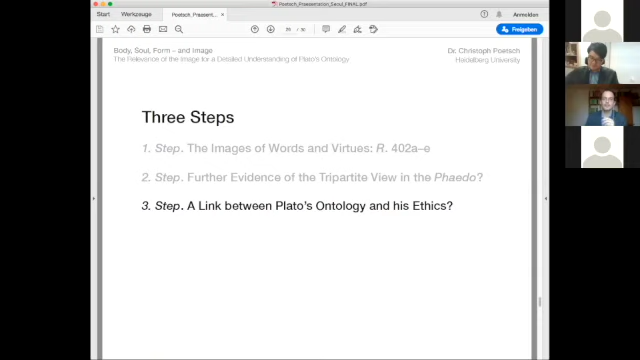 Poetsch_Praesentation_Seoul_FINAL.pdf
Start
Werkzeuge
Poetsch_Praesentation_S...
×
Anmelden
Freigeben
Body, Soul, Form – and Image
The Relevance of the Image for a Detailed Understanding of Plato's Ontology
Dr. Christoph Poetsch
Heidelberg University
Three Steps
1. Step. The Images of Words and Virtues: R. 402a–e
2. Step. Further Evidence of the Tripartite View in the Phaedo?
3. Step. A Link between Plato's Ontology and his Ethics?